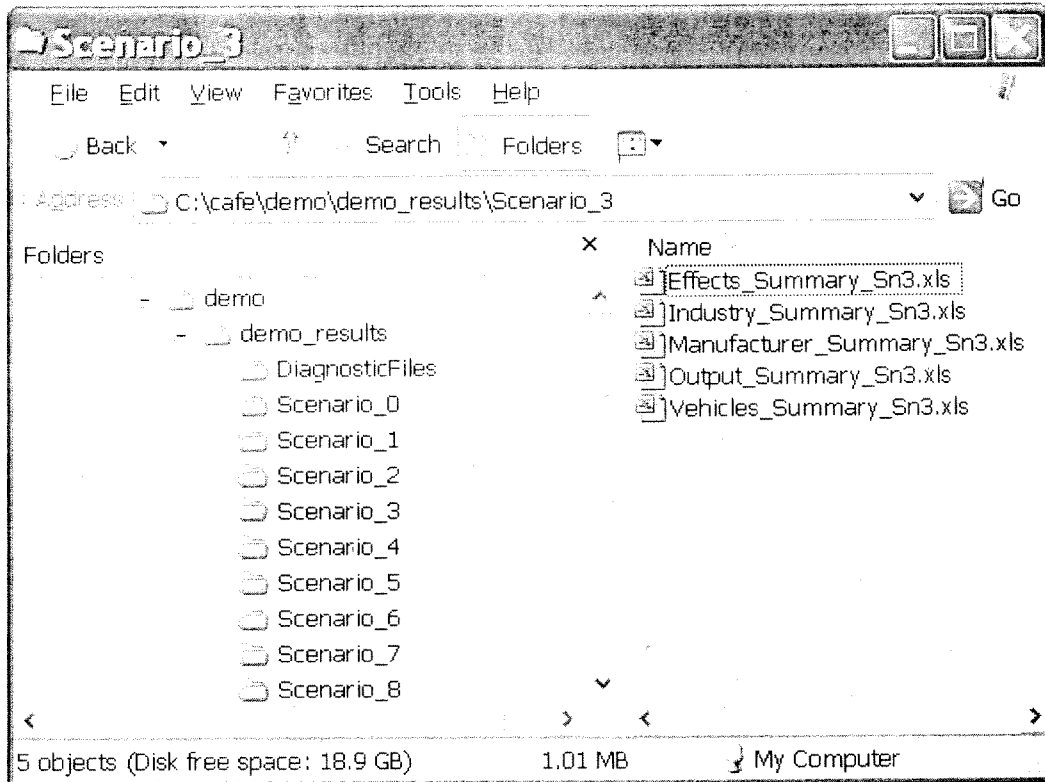 Scenario_3
File Edit View Favorites Tools Help
Back Search Folders
Address C:\cafe\demo\demo_results\Scenario_3 Go
Folders
demo
demo_results
DiagnosticFiles
Scenario_0
Scenario_1
Scenario_2
Scenario_3
Scenario_4
Scenario_5
Scenario_6
Scenario_7
Scenario_8
Name
Effects_Summary_Sn3.xls
Industry_Summary_Sn3.xls
Manufacturer_Summary_Sn3.xls
Output_Summary_Sn3.xls
Vehicles_Summary_Sn3.xls
5 objects (Disk free space: 18.9 GB) 1.01 MB My Computer